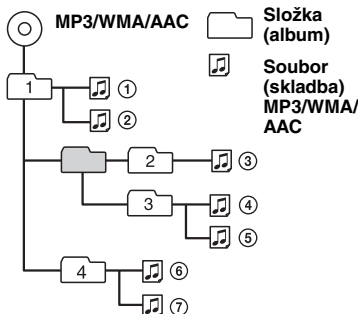 MP3/WMA/AAC
Složka
(album)
Soubor
(skladba)
MP3/WMA/
AAC
1
①
②
2
③
3
④
⑤
4
⑥
⑦